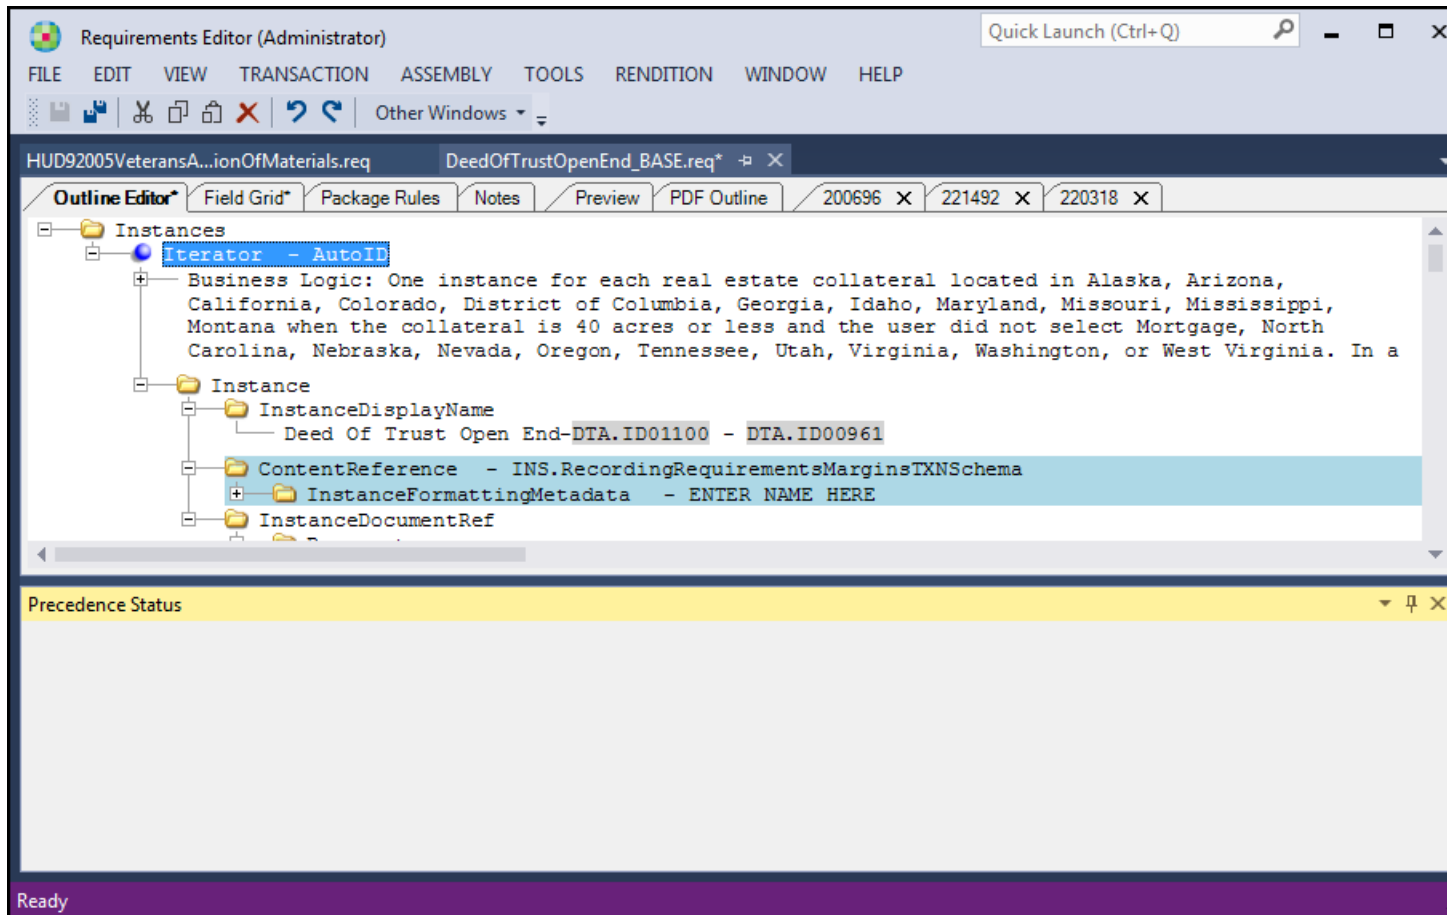 Requirements Editor (Administrator)
Quick Launch (Ctrl+Q)
FILE EDIT VIEW TRANSACTION ASSEMBLY TOOLS RENDITION WINDOW HELP
Other Windows
HUD92005VeteransA...ionOfMaterials.req DeedOfTrustOpenEnd_BASE.req*
Outline Editor* Field Grid* Package Rules Notes Preview PDF Outline 200696 221492 220318
Instances
Iterator - AutoID
Business Logic: One instance for each real estate collateral located in Alaska, Arizona,
California, Colorado, District of Columbia, Georgia, Idaho, Maryland, Missouri, Mississippi,
Montana when the collateral is 40 acres or less and the user did not select Mortgage, North
Carolina, Nebraska, Nevada, Oregon, Tennessee, Utah, Virginia, Washington, or West Virginia. In a
Instance
InstanceDisplayName
Deed Of Trust Open End-DTA.ID01100 - DTA.ID00961
ContentReference - INS.RecordingRequirementsMarginsTXNSchema
InstanceFormattingMetadata - ENTER NAME HERE
InstanceDocumentRef
Precedence Status
Ready